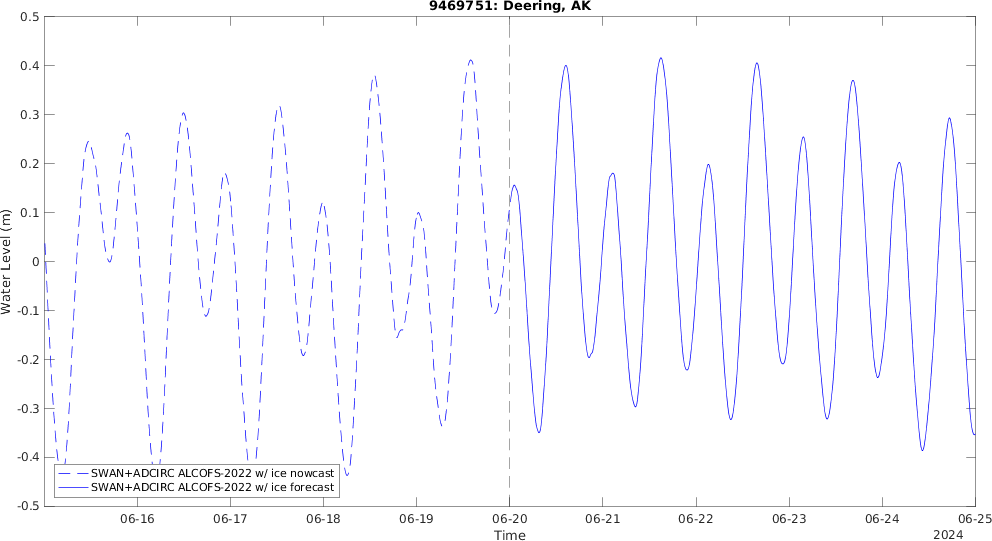 9469751: Deering, AK
0.5
0.4
0.3
0.2
0.1
0
-0.1
-0.2
-0.3
-0.4
-0.5
Water Level (m)
SWAN+ADCIRC ALCOFS-2022 w/ ice nowcast
SWAN+ADCIRC ALCOFS-2022 w/ ice forecast
06-16 06-17 06-18 06-19 06-20 06-21 06-22 06-23 06-24 06-25
Time
2024